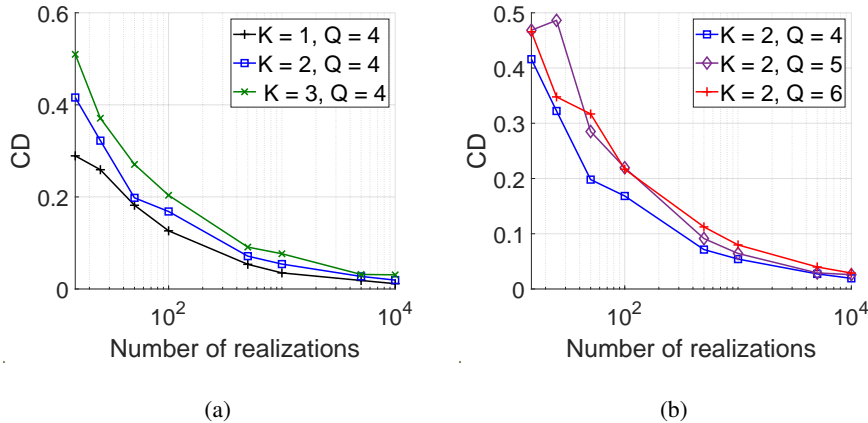 0.6
0.4
0.2
0
CD
K = 1, Q = 4
K = 2, Q = 4
K = 3, Q = 4
10^2
10^4
Number of realizations
(a)
0.5
0.4
0.3
0.2
0.1
0
CD
K = 2, Q = 4
K = 2, Q = 5
K = 2, Q = 6
10^2
10^4
Number of realizations
(b)